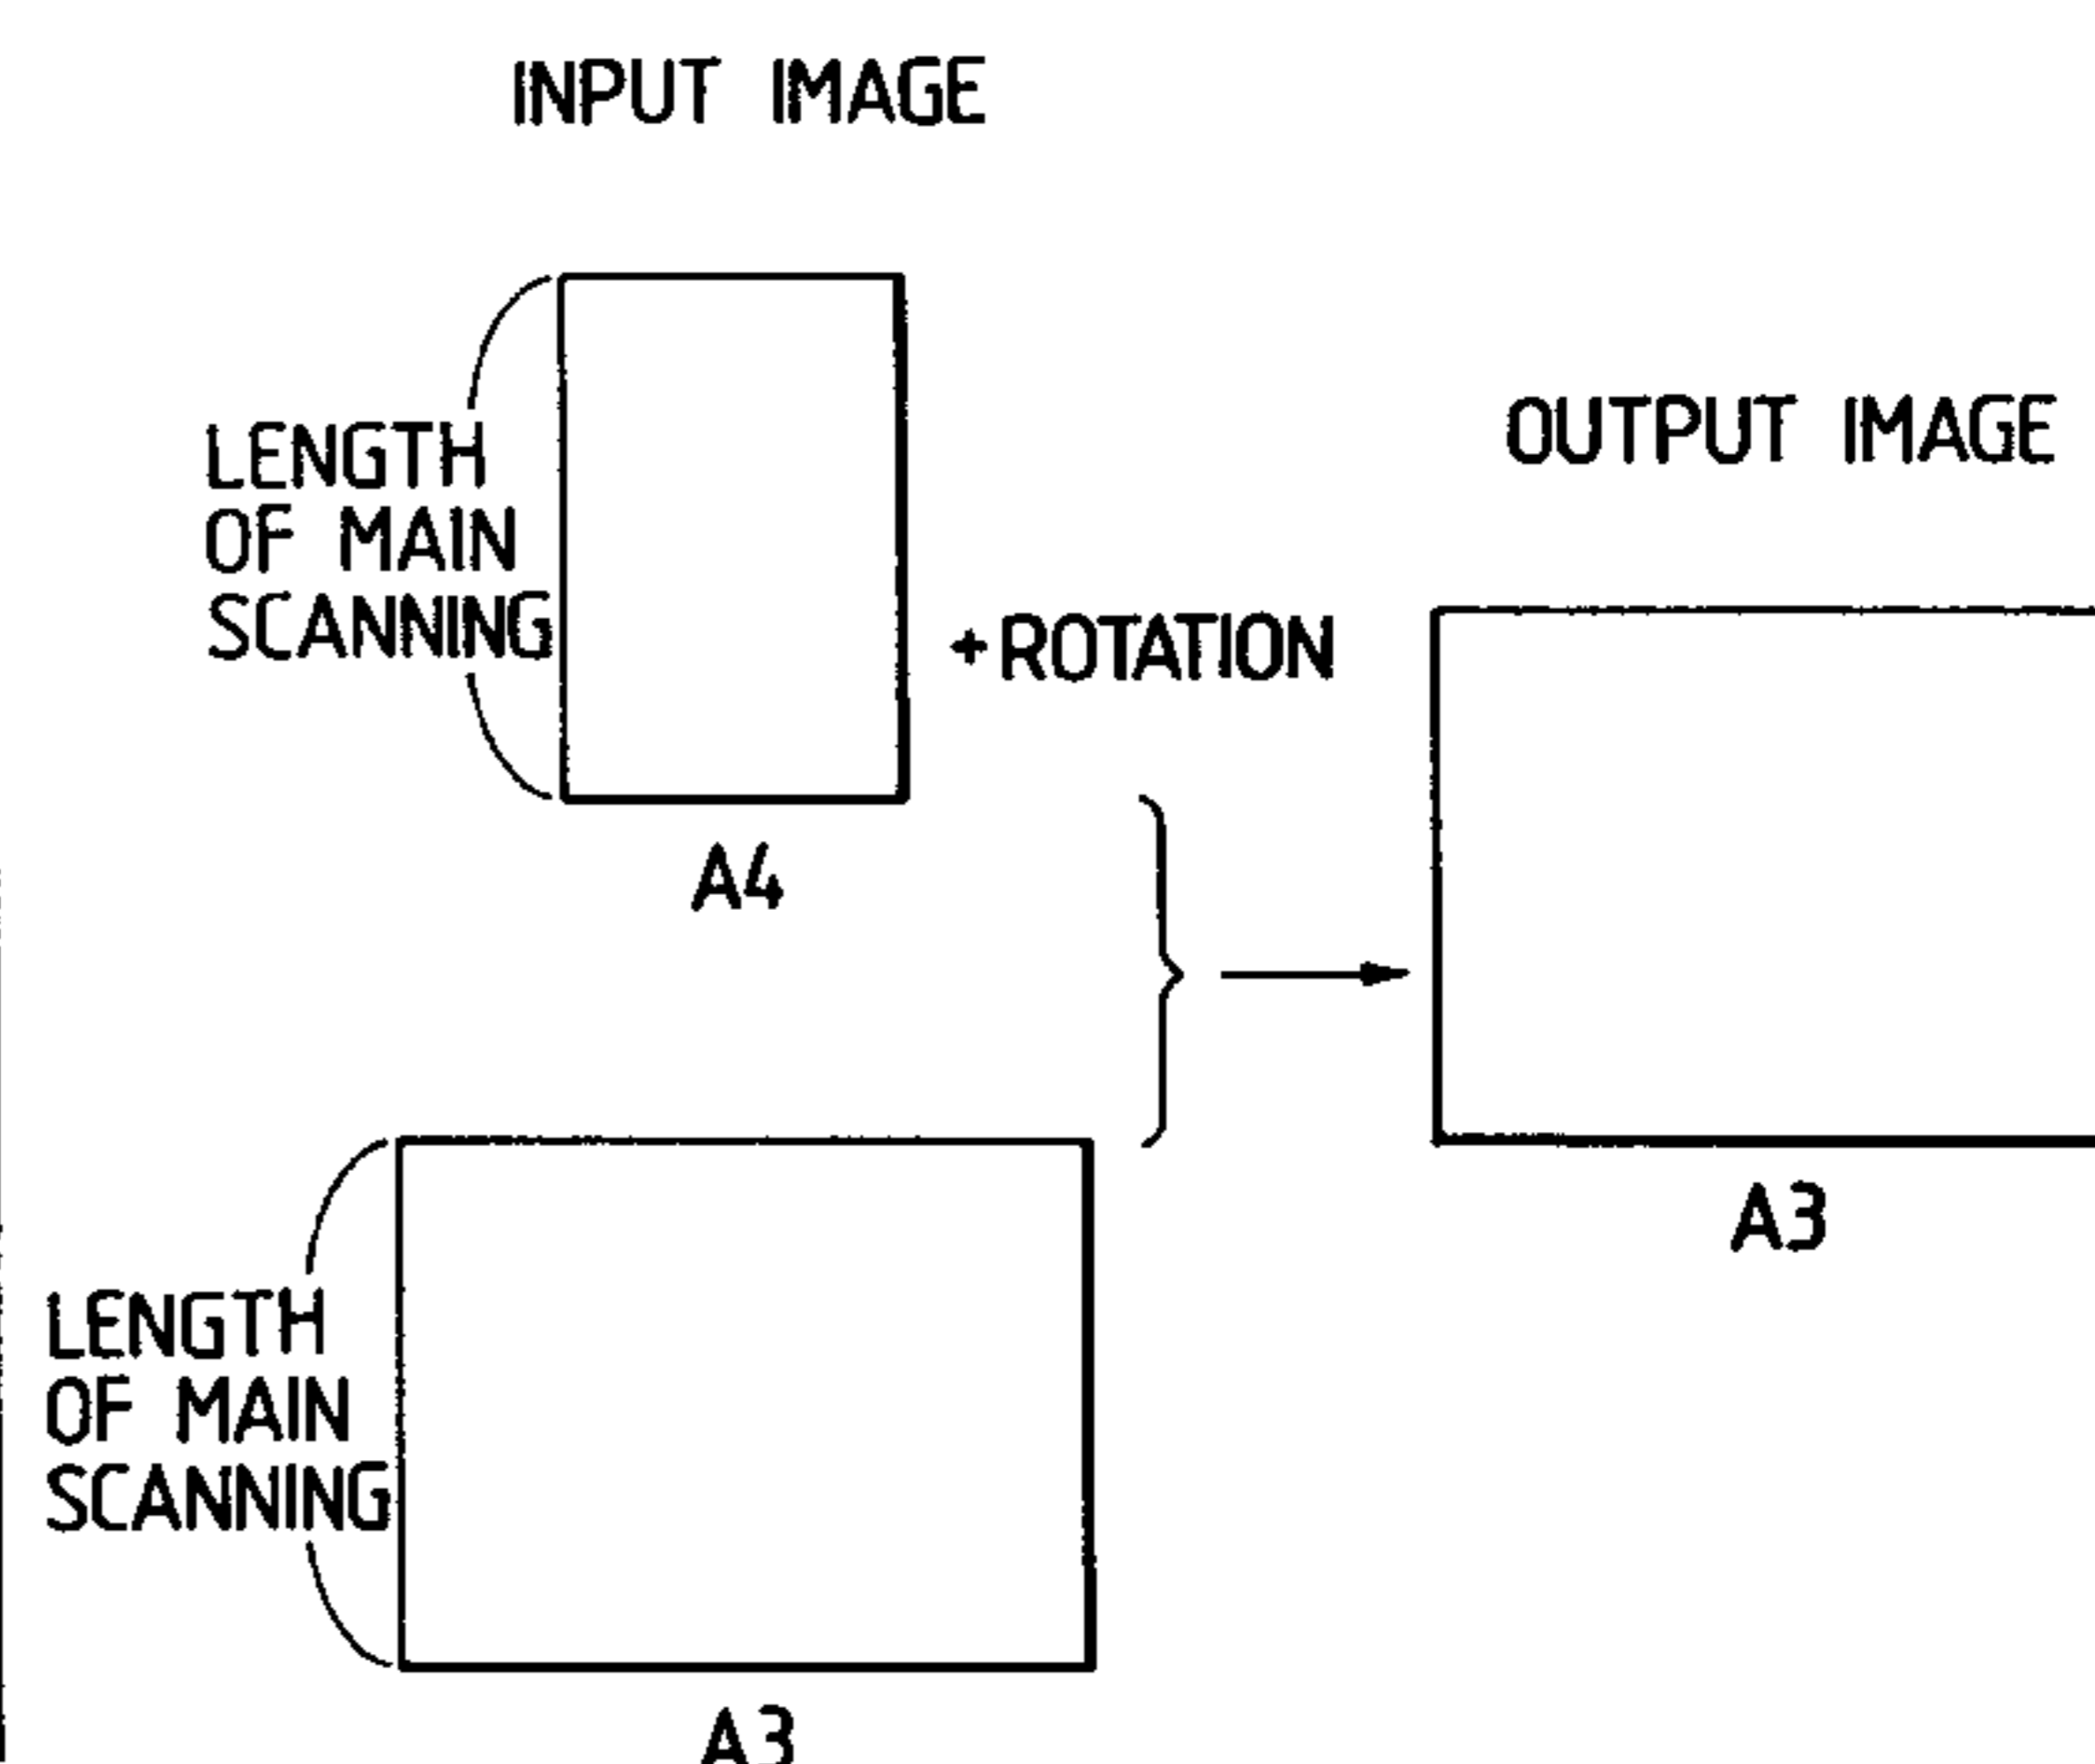 INPUT IMAGE
LENGTH
OF MAIN
SCANNING
+ROTATION
A4
OUTPUT IMAGE
A3
LENGTH
OF MAIN
SCANNING
A3